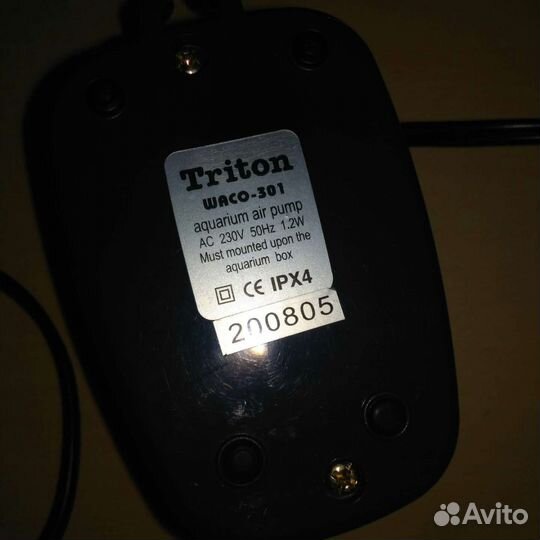 Triton
WACO-301
aquarium air pump
AC 230V 50Hz 1.2W
Must mounted upon the
aquarium box
CE IPX4
200805
Avito